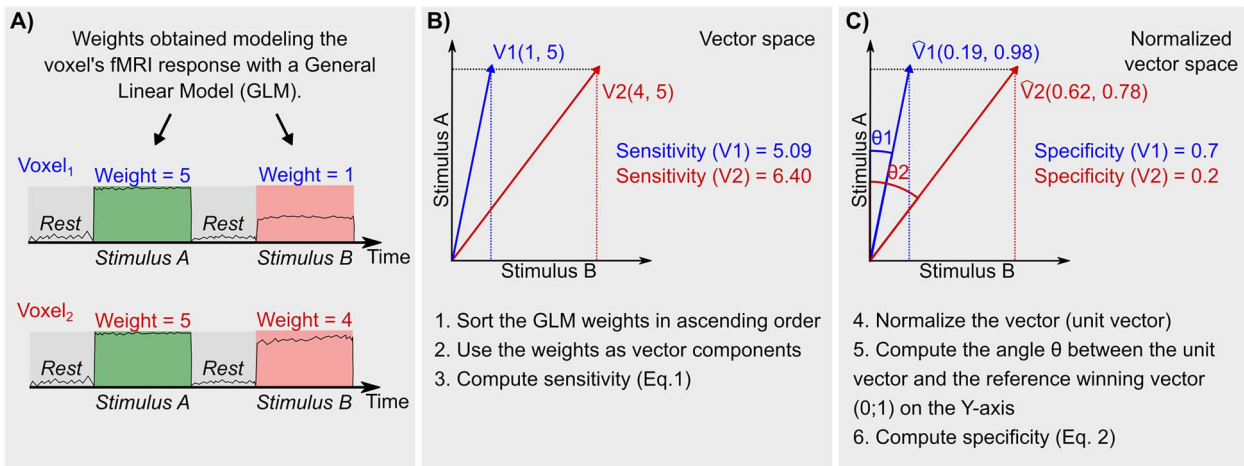 A)
Weights obtained modeling the
voxel's fMRI response with a General
Linear Model (GLM).
Voxel1 Weight = 5 Weight = 1
Rest Rest
Stimulus A Stimulus B Time
Voxel2 Weight = 5 Weight = 4
Rest Rest
Stimulus A Stimulus B Time
B)
Vector space
V1(1, 5)
V2(4, 5)
Stimulus A
Sensitivity (V1) = 5.09
Sensitivity (V2) = 6.40
Stimulus B
1. Sort the GLM weights in ascending order
2. Use the weights as vector components
3. Compute sensitivity (Eq.1)
C)
Normalized
vector space
V̂1(0.19, 0.98)
V̂2(0.62, 0.78)
Stimulus A
θ1
θ2
Specificity (V1) = 0.7
Specificity (V2) = 0.2
Stimulus B
4. Normalize the vector (unit vector)
5. Compute the angle θ between the unit
vector and the reference winning vector
(0;1) on the Y-axis
6. Compute specificity (Eq. 2)